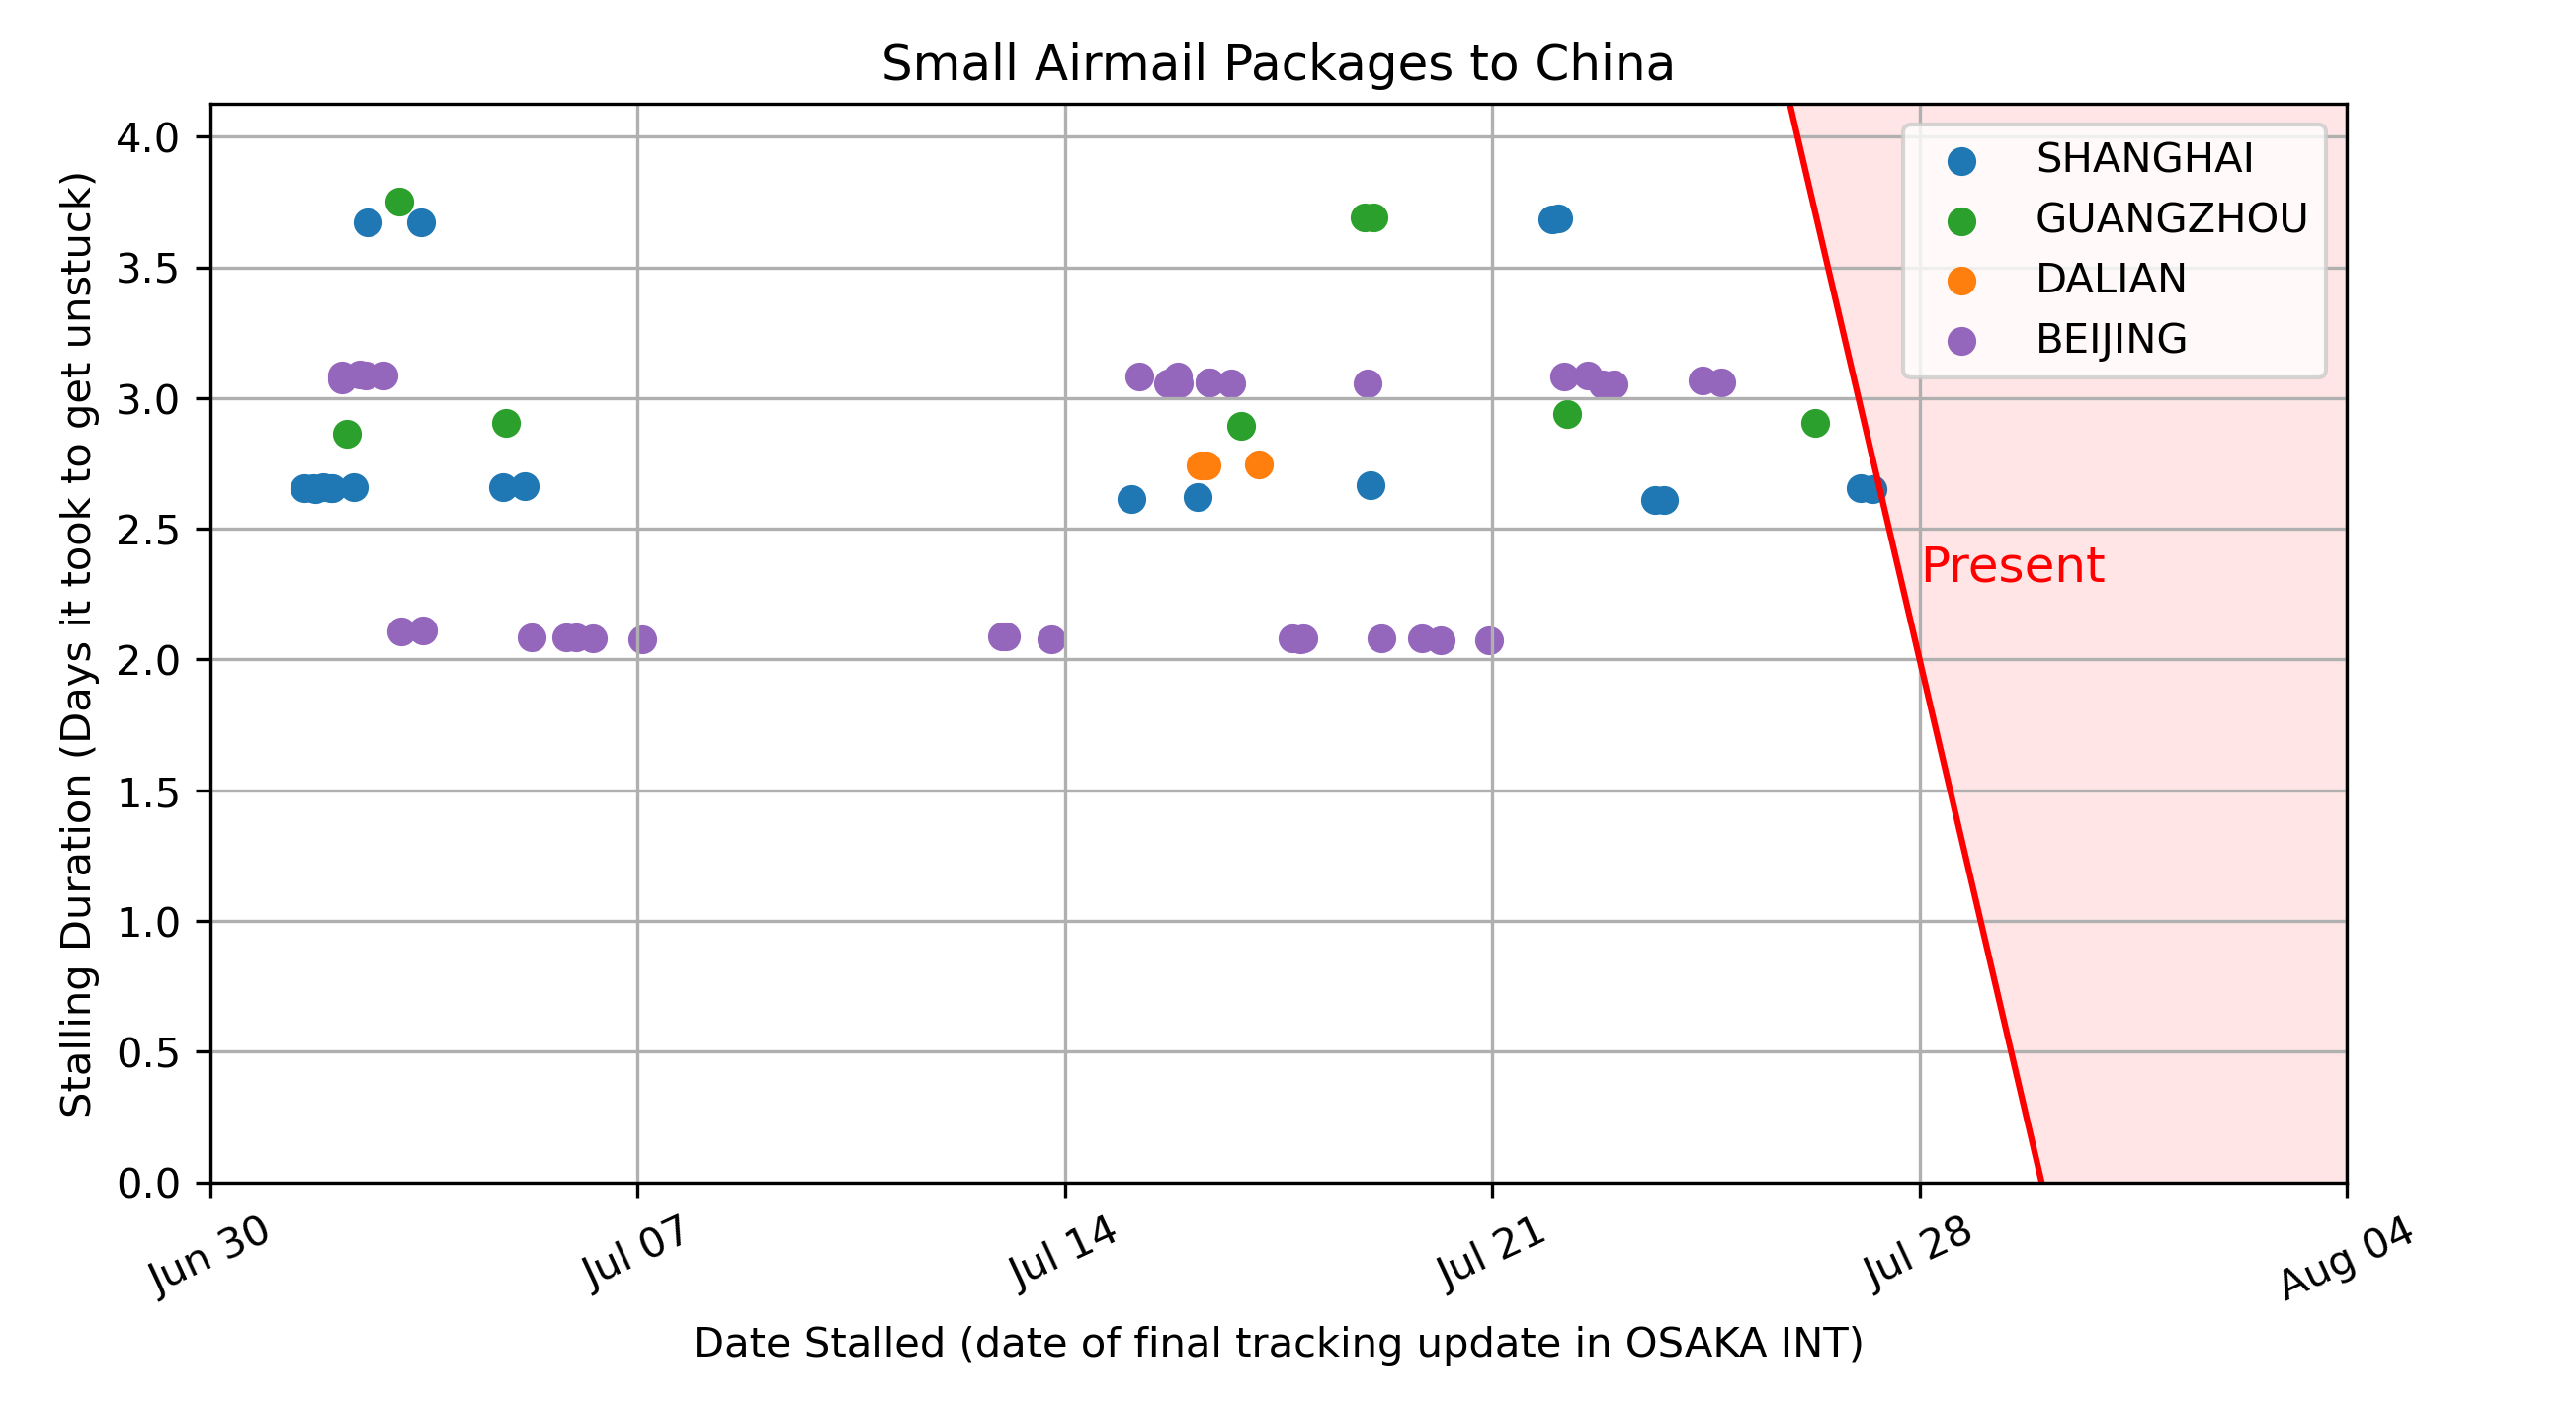 Small Airmail Packages to China
Stalling Duration (Days it took to get unstuck)
4.0
3.5
3.0
2.5
2.0
1.5
1.0
0.5
0.0
SHANGHAI
GUANGZHOU
DALIAN
BEIJING
Present
Jun 30
Jul 07
Jul 14
Jul 21
Jul 28
Aug 04
Date Stalled (date of final tracking update in OSAKA INT)